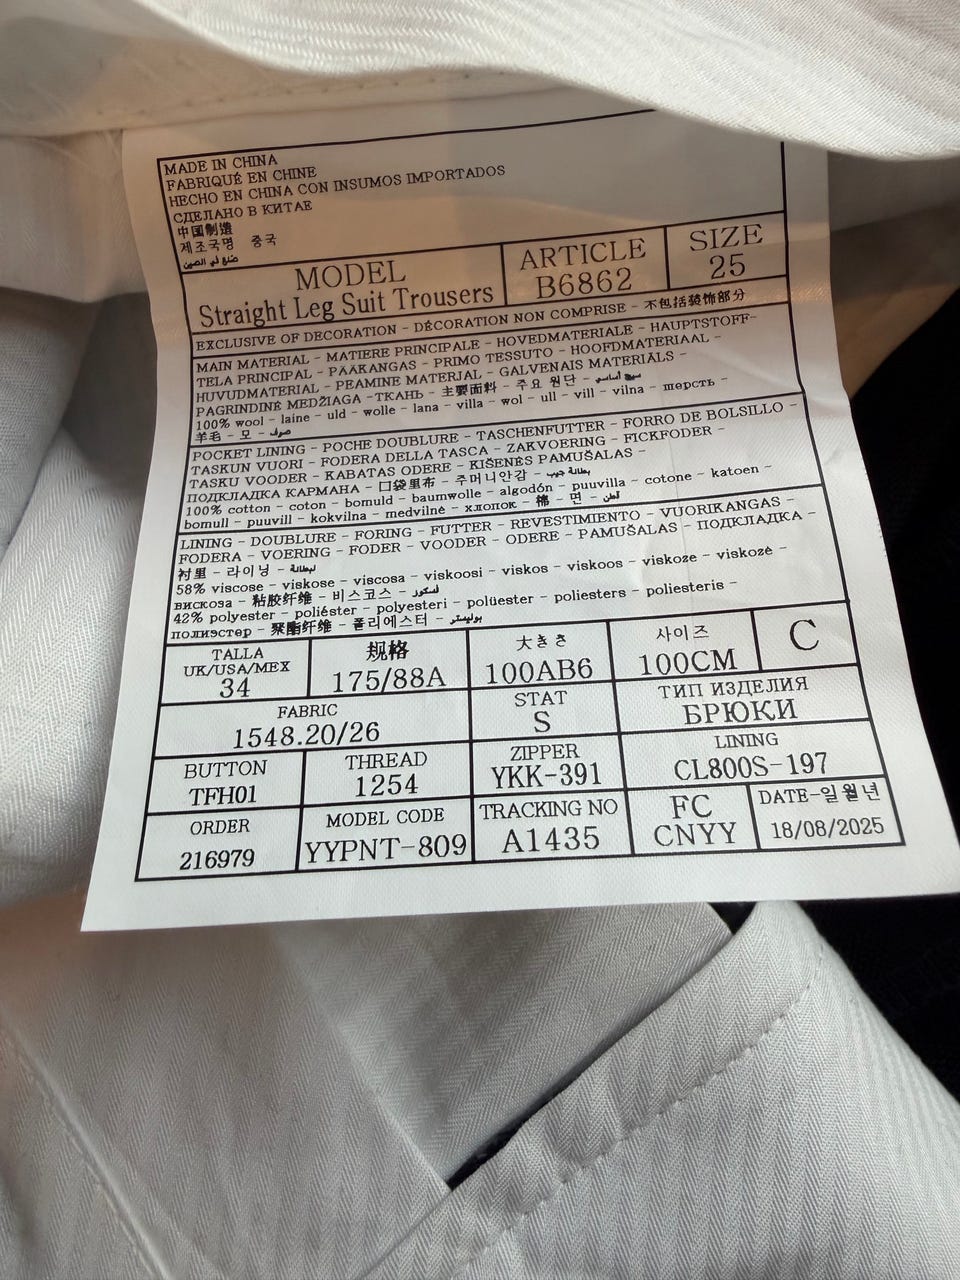 MADE IN CHINA
FABRIQUÉ EN CHINE
HECHO EN CHINA CON INSUMOS IMPORTADOS
СДЕЛАНО В КИТАЕ
中国制造
제조국명 중국
صنع في الصين
MODEL
Straight Leg Suit Trousers
ARTICLE
B6862
SIZE
25
EXCLUSIVE OF DECORATION - DÉCORATION NON COMPRISE - 不包括装饰部分
MAIN MATERIAL - MATIERE PRINCIPALE - HOVEDMATERIALE - HAUPTSTOFF-
TELA PRINCIPAL - PÄÄKANGAS - PRIMO TESSUTO - HOOFDMATERIAAL -
HUVUDMATERIAL - PEAMINE MATERJAL - GALVENAIS MATERIĀLS -
PAGRINDINĖ MEDŽIAGA -ТКАНЬ - 主要面料 - 주요 원단 - نسيج أساسي
100% wool - laine - uld - wolle - lana - villa - wol - ull - vill - vilna - шерсть -
羊毛 - 모 - صوف
POCKET LINING - POCHE DOUBLURE - TASCHENFUTTER - FORRO DE BOLSILLO -
TASKUN VUORI - FODERA DELLA TASCA - ZAKVOERING - FICKFODER -
TASKU VOODER - KABATAS ODERE - KIŠENĖS PAMUŠALAS -
ПОДКЛАДКА КАРМАНА - 口袋里布 - 주머니안감 - بطانة جيب
100% cotton - coton - bomuld - baumwolle - algodón - puuvilla - cotone - katoen -
bomull - puuvill - kokvilna - medvilnė - хлопок - 棉 - 면 - قطن
LINING - DOUBLURE - FORING - FUTTER - REVESTIMIENTO - VUORIKANGAS -
FODERA - VOERING - FODER - VOODER - ODERE - PAMUŠALAS - ПОДКЛАДКА -
衬里 - 라이닝 - لبطانة
58% viscose - viskose - viscosa - viskoosi - viskos - viskoos - viskoze - viskozė -
вискоза - 粘胶纤维 - 비스코스 - فسكوز
42% polyester - poliéster - polyesteri - polüester - poliesters - poliesteris -
полиэстер - 聚酯纤维 - 폴리에스터 - بوليستر
TALLA
UK/USA/MEX
34
规格
175/88A
大きさ
100AB6
사이즈
100CM
C
FABRIC
1548.20/26
STAT
S
ТИП ИЗДЕЛИЯ
БРЮКИ
BUTTON
TFH01
THREAD
1254
ZIPPER
YKK-391
LINING
CL800S-197
ORDER
216979
MODEL CODE
YYPNT-809
TRACKING NO
A1435
FC
CNYY
DATE-일월년
18/08/2025